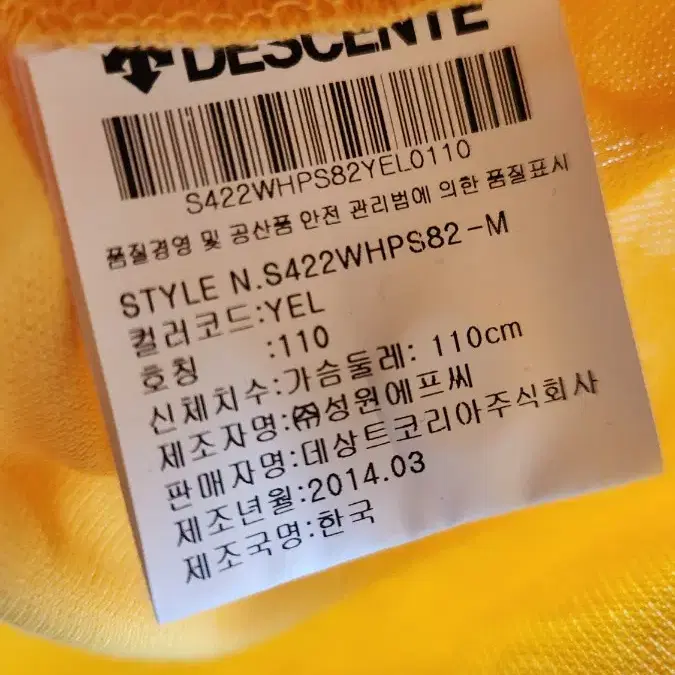 DESCENTE
S422WHPS82YEL0110
품질경영 및 공산품 안전 관리법에 의한 품질표시
STYLE N.S422WHPS82-M
컬러코드:YEL
호칭 :110
신체치수:가슴둘레: 110cm
제조자명:㈜성원에프씨
판매자명:데상트코리아주식회사
제조년월:2014.03
제조국명:한국